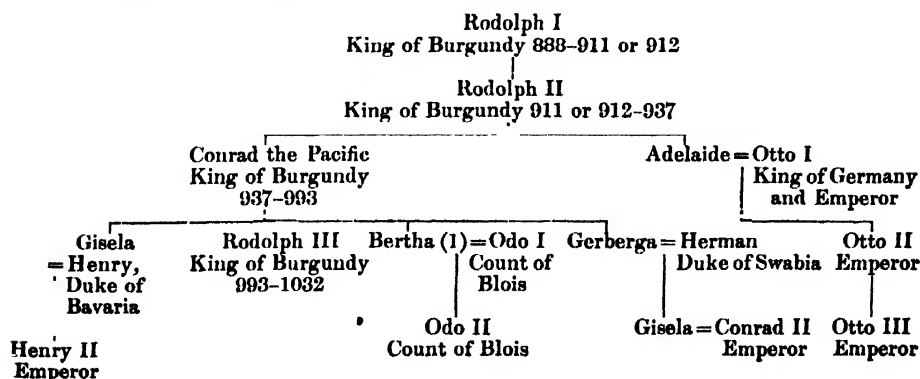 Rodolph I
King of Burgundy 888-911 or 912
Rodolph II
King of Burgundy 911 or 912-937
Conrad the Pacific
King of Burgundy
937-993
Adelaide = Otto I
King of Germany
and Emperor
Gisela
= Henry,
Duke of
Bavaria
Rodolph III
King of Burgundy
993-1032
Bertha (1) = Odo I
Count of
Blois
Gerberga = Herman
Duke of Swabia
Otto II
Emperor
Henry II
Emperor
Odo II
Count of Blois
Gisela = Conrad II
Emperor
Otto III
Emperor